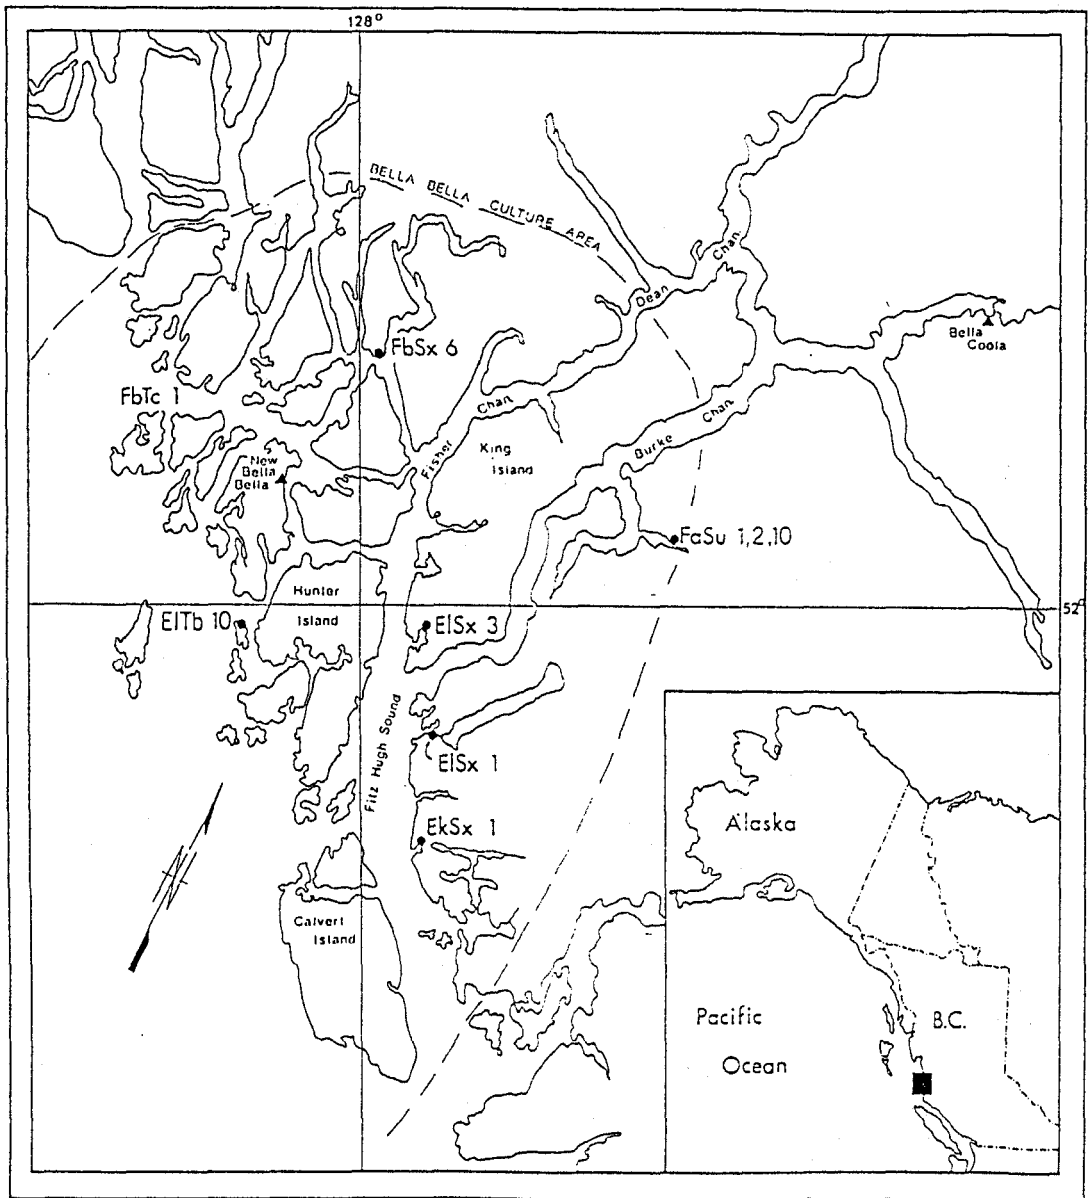 128°
BELLA BELLA CULTURE AREA
Dean Chan.
Bella
Coola
FbSx 6
FbTc 1
Fisher Chan.
King
Island
Burke Chan.
New
Bella
Bella
FaSu 1,2,10
Hunter
Island
52°
ElTb 10
ElSx 3
Fitz Hugh Sound
ElSx 1
EkSx 1
Alaska
Calvert
Island
Pacific
Ocean
B.C.